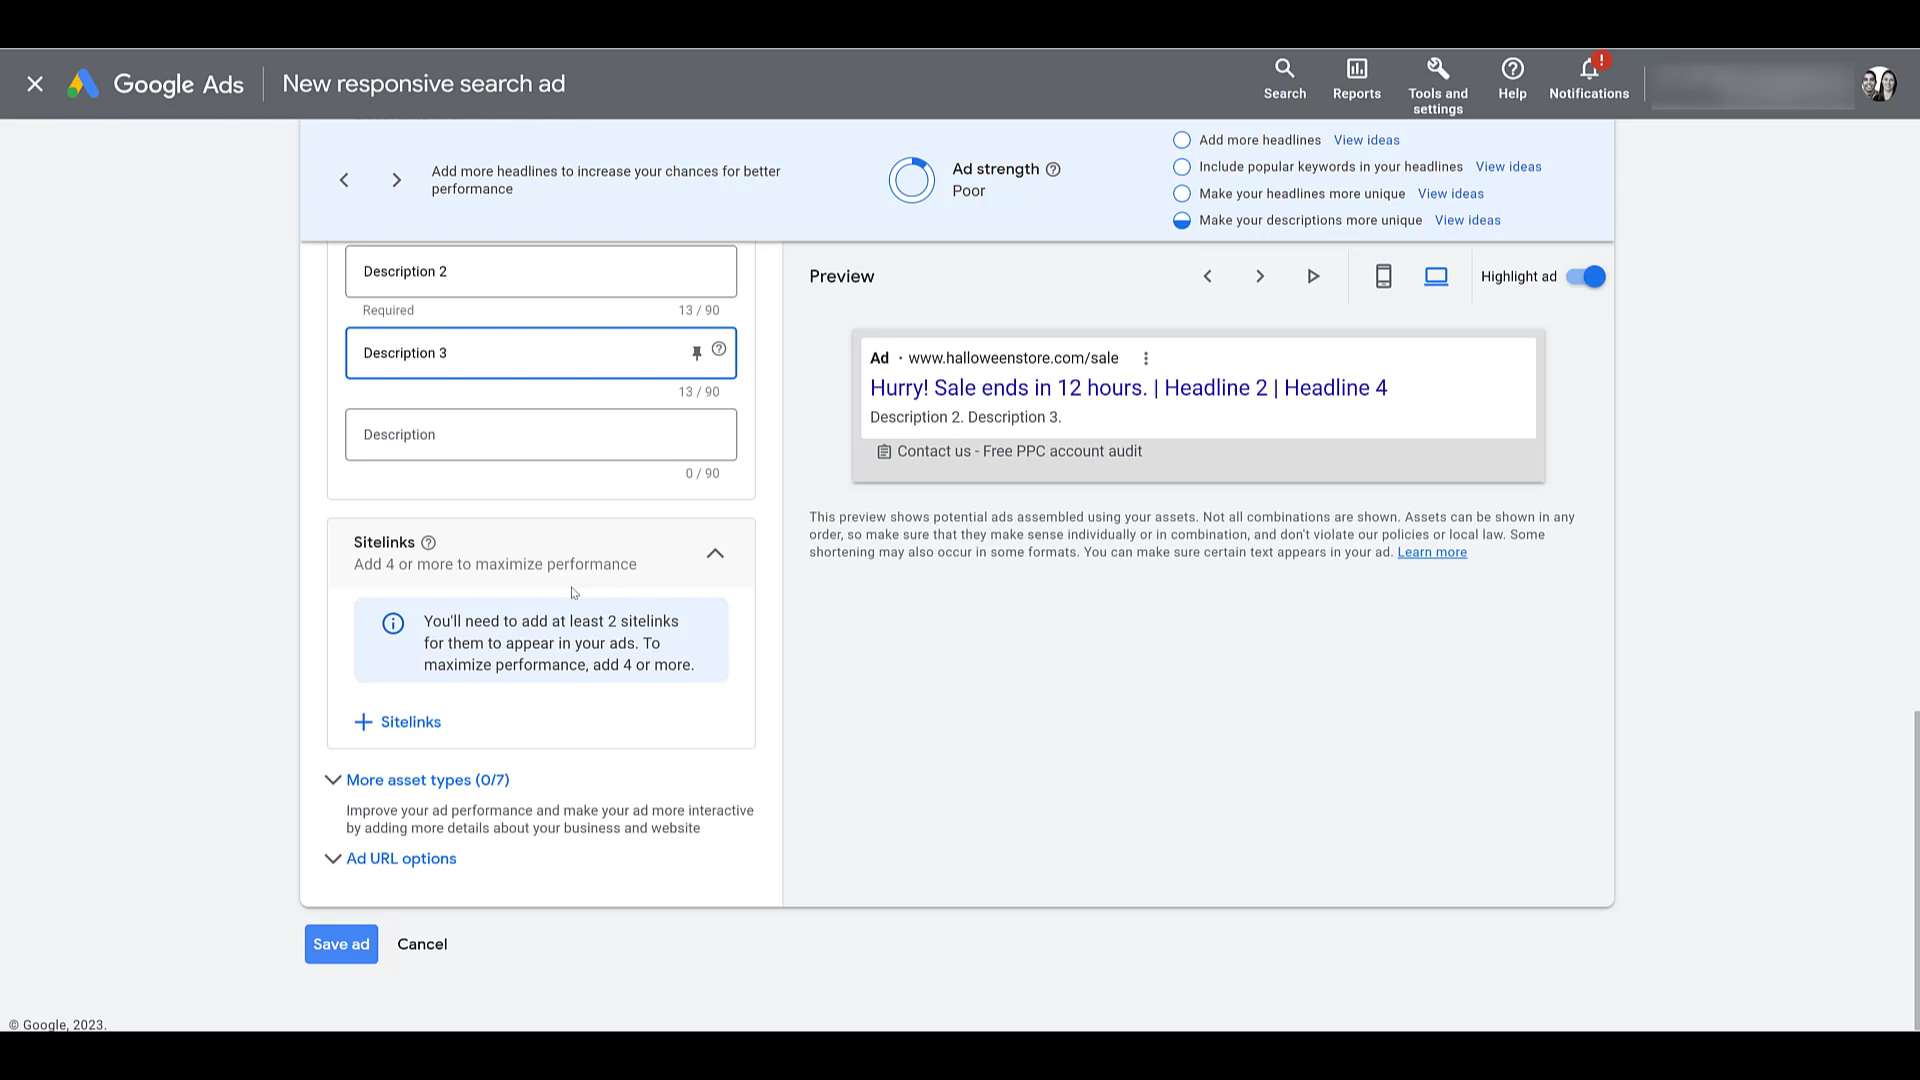 Google Ads
New responsive search ad
Search
Reports
Tools and
settings
Help
!
Notifications
Add more headlines to increase your chances for better
performance
Ad strength
Poor
Add more headlines View ideas
Include popular keywords in your headlines View ideas
Make your headlines more unique View ideas
Make your descriptions more unique View ideas
Description 2
Required 13 / 90
Description 3
13 / 90
Description
0 / 90
Sitelinks
Add 4 or more to maximize performance
You'll need to add at least 2 sitelinks
for them to appear in your ads. To
maximize performance, add 4 or more.
Sitelinks
More asset types (0/7)
Improve your ad performance and make your ad more interactive
by adding more details about your business and website
Ad URL options
Preview
Highlight ad
Ad · www.halloweenstore.com/sale
Hurry! Sale ends in 12 hours. | Headline 2 | Headline 4
Description 2. Description 3.
Contact us - Free PPC account audit
This preview shows potential ads assembled using your assets. Not all combinations are shown. Assets can be shown in any
order, so make sure that they make sense individually or in combination, and don't violate our policies or local law. Some
shortening may also occur in some formats. You can make sure certain text appears in your ad. Learn more
Save ad
Cancel
© Google, 2023.